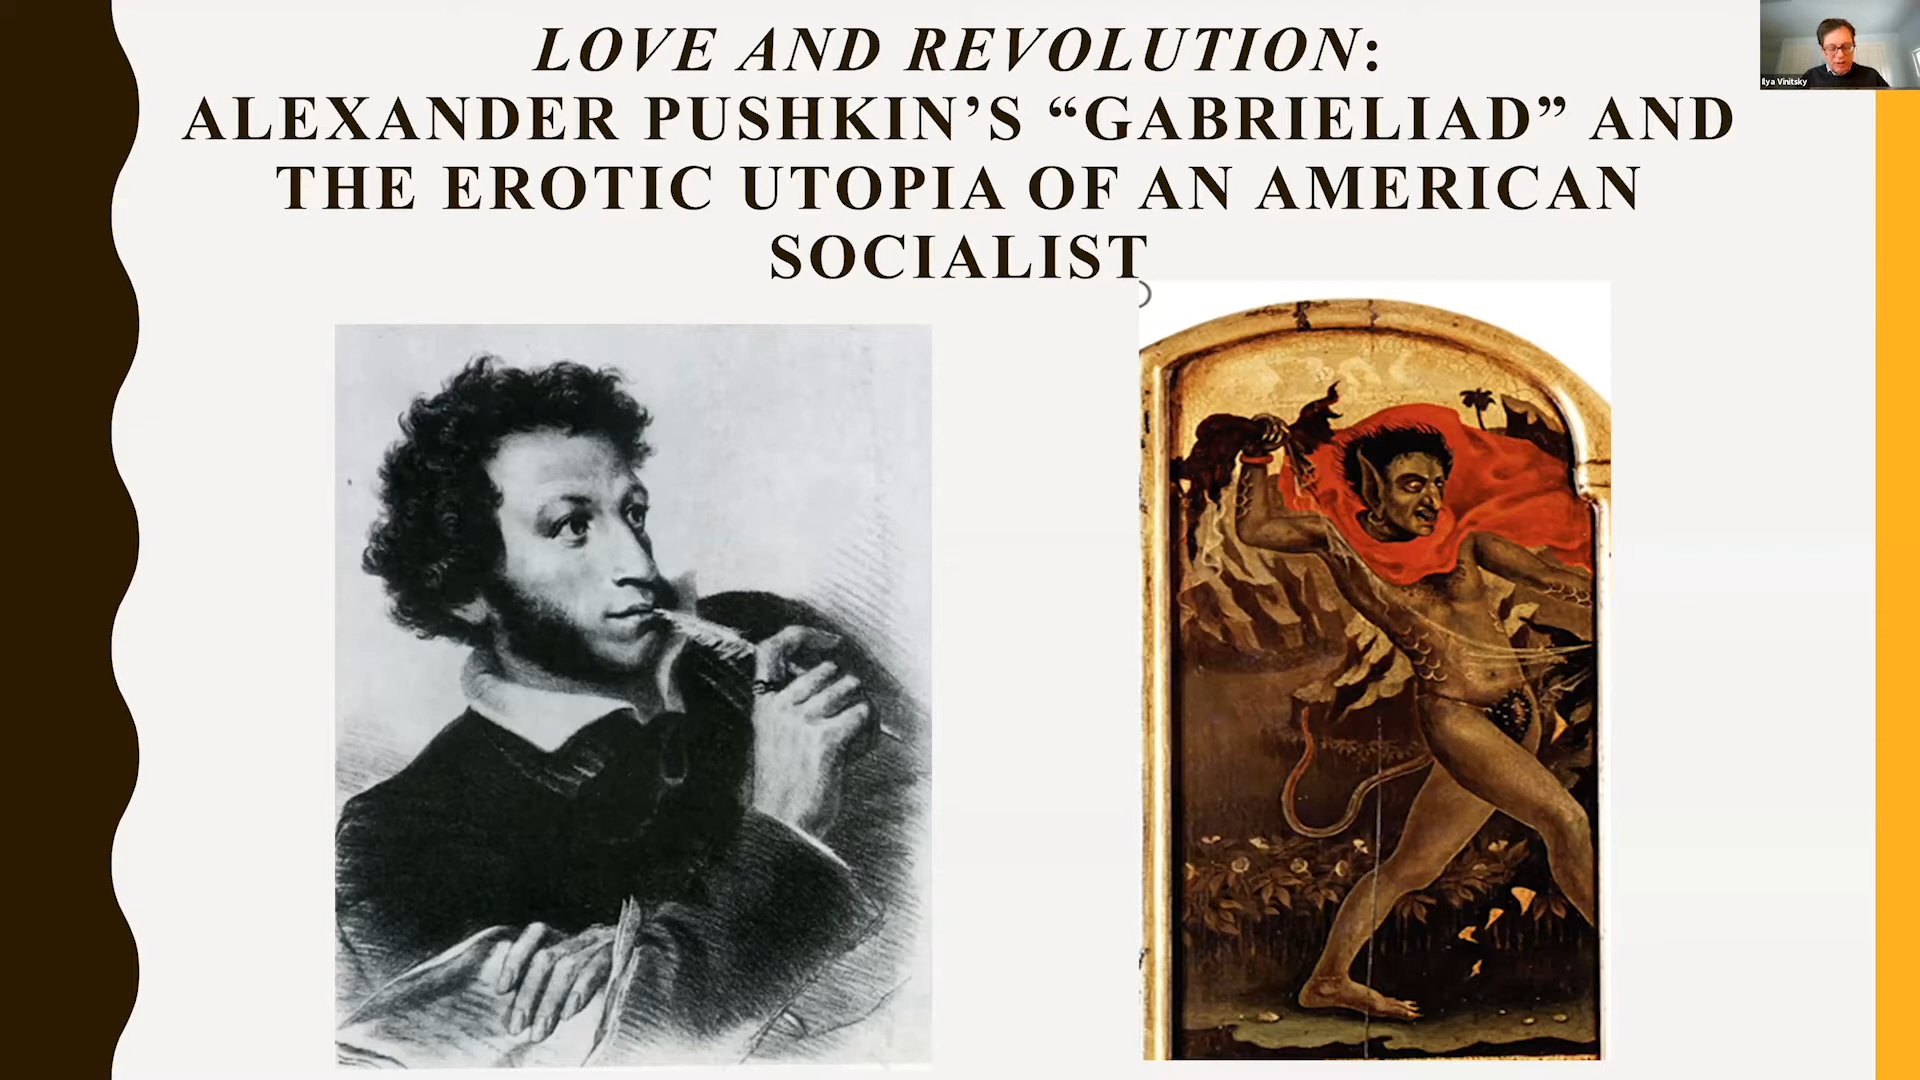 LOVE AND REVOLUTION:
ALEXANDER PUSHKIN’S “GABRIELIAD” AND
THE EROTIC UTOPIA OF AN AMERICAN
SOCIALIST
Ilya Vinitsky